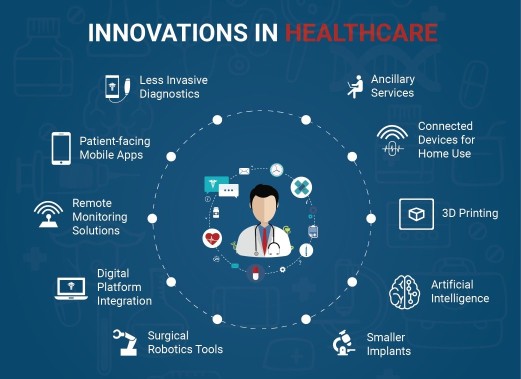 INNOVATIONS IN HEALTHCARE
Less Invasive
Diagnostics
Ancillary
Services
Patient-facing
Mobile Apps
Connected
Devices for
Home Use
Remote
Monitoring
Solutions
3D Printing
Digital
Platform
Integration
Artificial
Intelligence
Surgical
Robotics Tools
Smaller
Implants